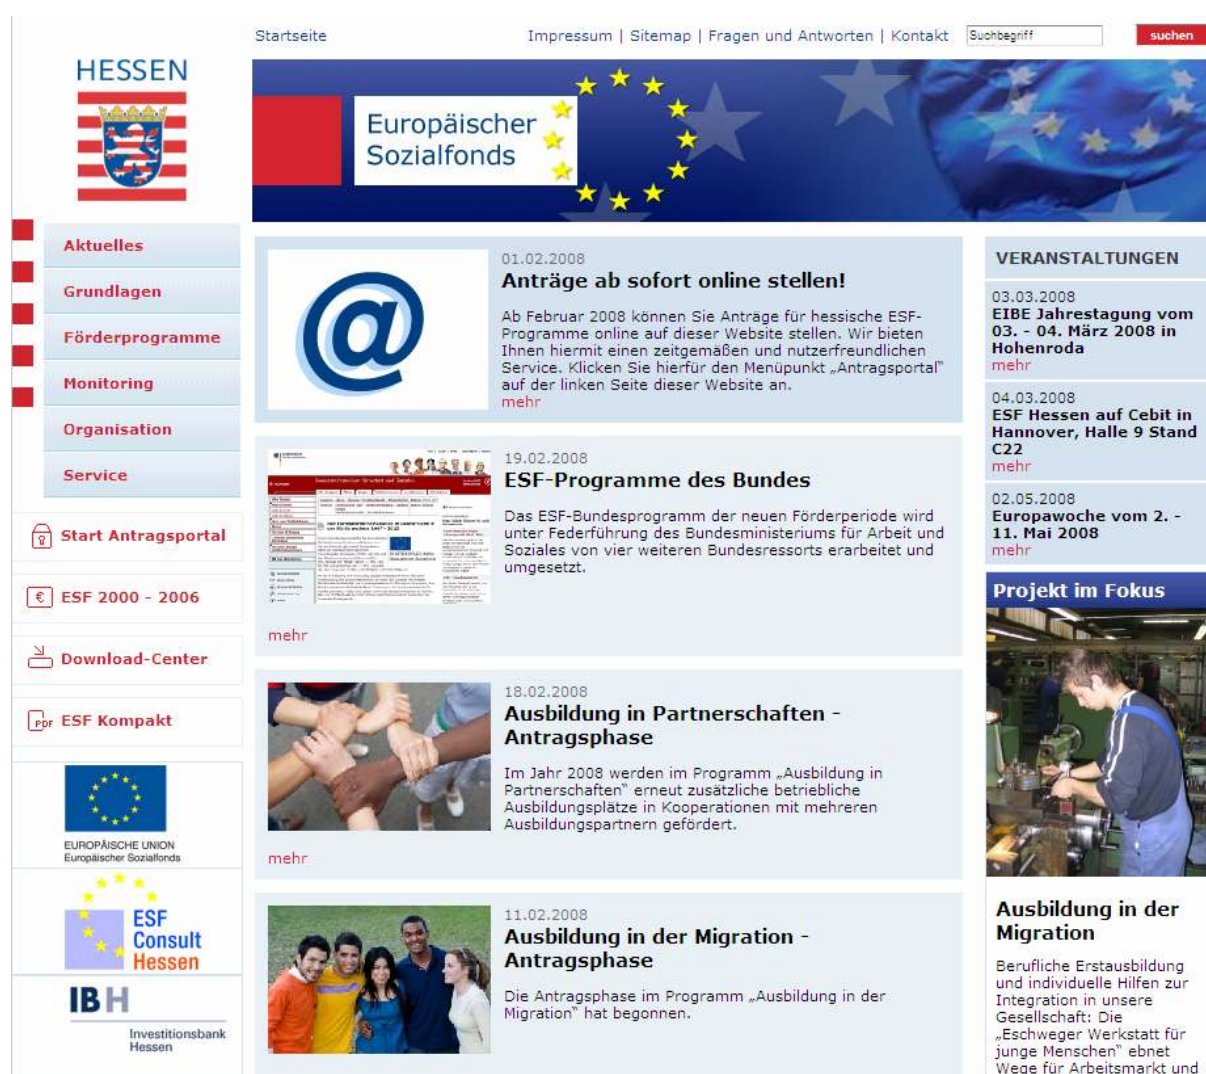 Startseite
Impressum | Sitemap | Fragen und Antworten | Kontakt
Suchbegriff
suchen
HESSEN
Europäischer
Sozialfonds
Aktuelles
Grundlagen
Förderprogramme
Monitoring
Organisation
Service
Start Antragsportal
€ ESF 2000 - 2006
Download-Center
PDF ESF Kompakt
EUROPÄISCHE UNION
Europäischer Sozialfonds
ESF
Consult
Hessen
IBH
Investitionsbank
Hessen
@
01.02.2008
Anträge ab sofort online stellen!
Ab Februar 2008 können Sie Anträge für hessische ESF-
Programme online auf dieser Website stellen. Wir bieten
Ihnen hiermit einen zeitgemäßen und nutzerfreundlichen
Service. Klicken Sie hierfür den Menüpunkt „Antragsportal“
auf der linken Seite dieser Website an.
mehr
19.02.2008
ESF-Programme des Bundes
Das ESF-Bundesprogramm der neuen Förderperiode wird
unter Federführung des Bundesministeriums für Arbeit und
Soziales von vier weiteren Bundesressorts erarbeitet und
umgesetzt.
mehr
18.02.2008
Ausbildung in Partnerschaften -
Antragsphase
Im Jahr 2008 werden im Programm „Ausbildung in
Partnerschaften“ erneut zusätzliche betriebliche
Ausbildungsplätze in Kooperationen mit mehreren
Ausbildungspartnern gefördert.
mehr
11.02.2008
Ausbildung in der Migration -
Antragsphase
Die Antragsphase im Programm „Ausbildung in der
Migration“ hat begonnen.
VERANSTALTUNGEN
03.03.2008
EIBE Jahrestagung vom
03. - 04. März 2008 in
Hohenroda
mehr
04.03.2008
ESF Hessen auf Cebit in
Hannover, Halle 9 Stand
C22
mehr
02.05.2008
Europawoche vom 2. -
11. Mai 2008
mehr
Projekt im Fokus
Ausbildung in der
Migration
Berufliche Erstausbildung
und individuelle Hilfen zur
Integration in unsere
Gesellschaft: Die
„Eschweger Werkstatt für
junge Menschen“ ebnet
Wege für Arbeitsmarkt und